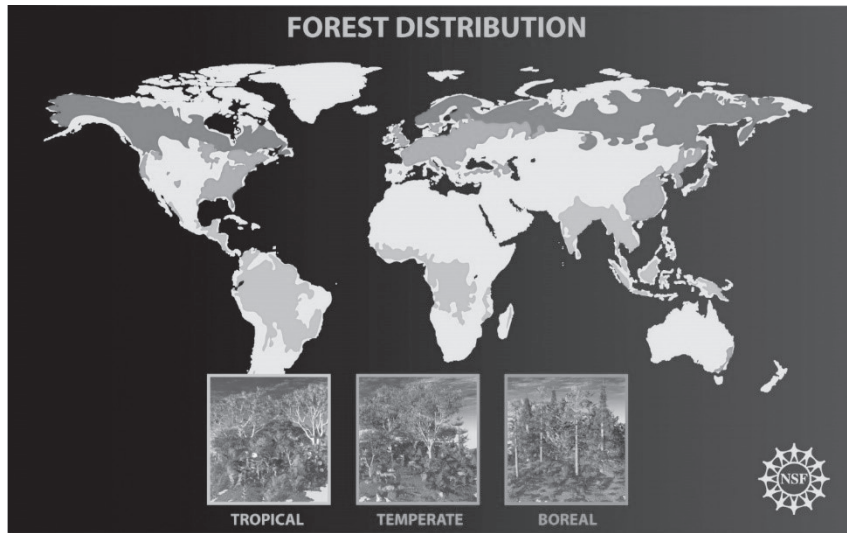 FOREST DISTRIBUTION
TROPICAL
TEMPERATE
BOREAL
NSF